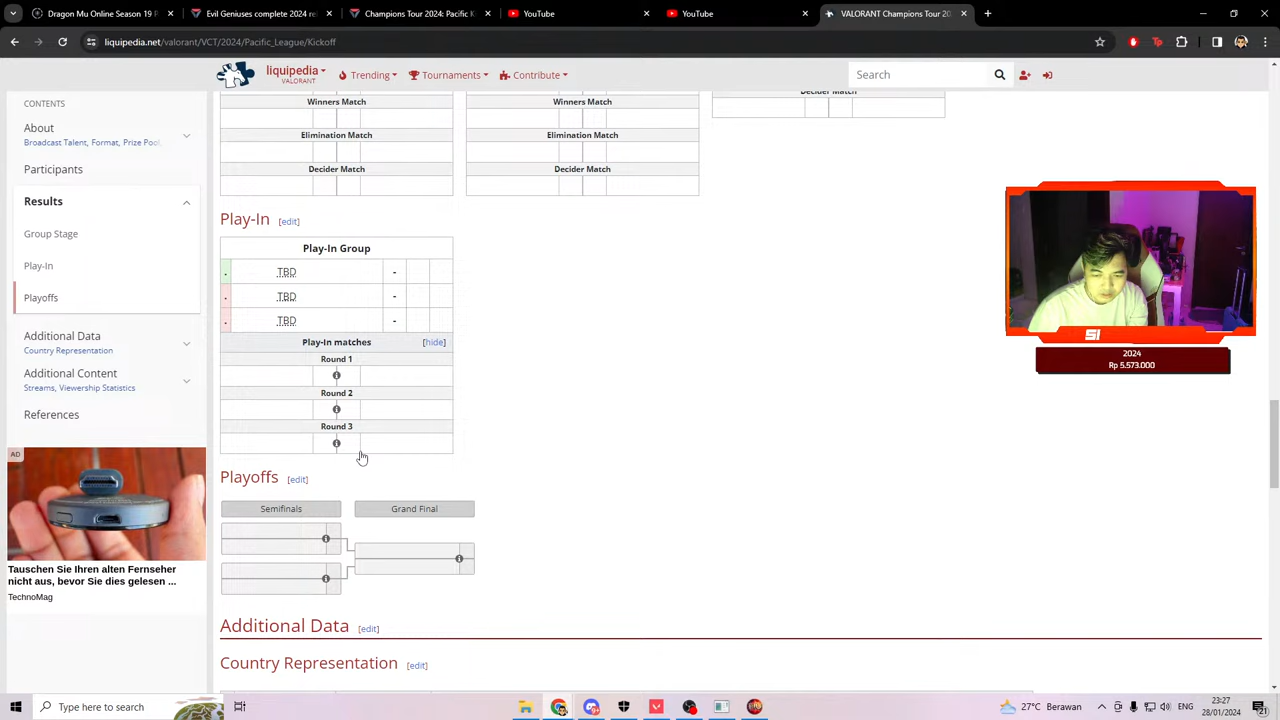 Dragon Mu Online Season 19 P
Evil Geniuses 2024 re
Champions Tour 2024: Pacific K
YouTube
YouTube
VALORANT Champions Tour 20
liquipedia.net/valorant/VCT/2024/Pacific_League/Kickoff
liquipedia
VALORANT
Trending
Tournaments
Contribute
Search
CONTENTS
About
Broadcast Talent, Format, Prize Pool,
Participants
Results
Group Stage
Play-In
Playoffs
Additional Data
Country Representation
Additional Content
Streams, Viewership Statistics
References
AD
Tauschen Sie Ihren alten Fernseher
nicht aus, bevor Sie dies gelesen ...
TechnoMag
Winners Match
Elimination Match
Decider Match
Winners Match
Elimination Match
Decider Match
Decider Match
Play-In [edit]
Play-In Group
. TBD -
. TBD -
. TBD -
Play-In matches [hide]
Round 1
Round 2
Round 3
Playoffs [edit]
Semifinals
Grand Final
Additional Data [edit]
Country Representation [edit]
2024
Rp 5.573.000
Type here to search
27°C Berawan
ENG
23:27
28/01/2024
21